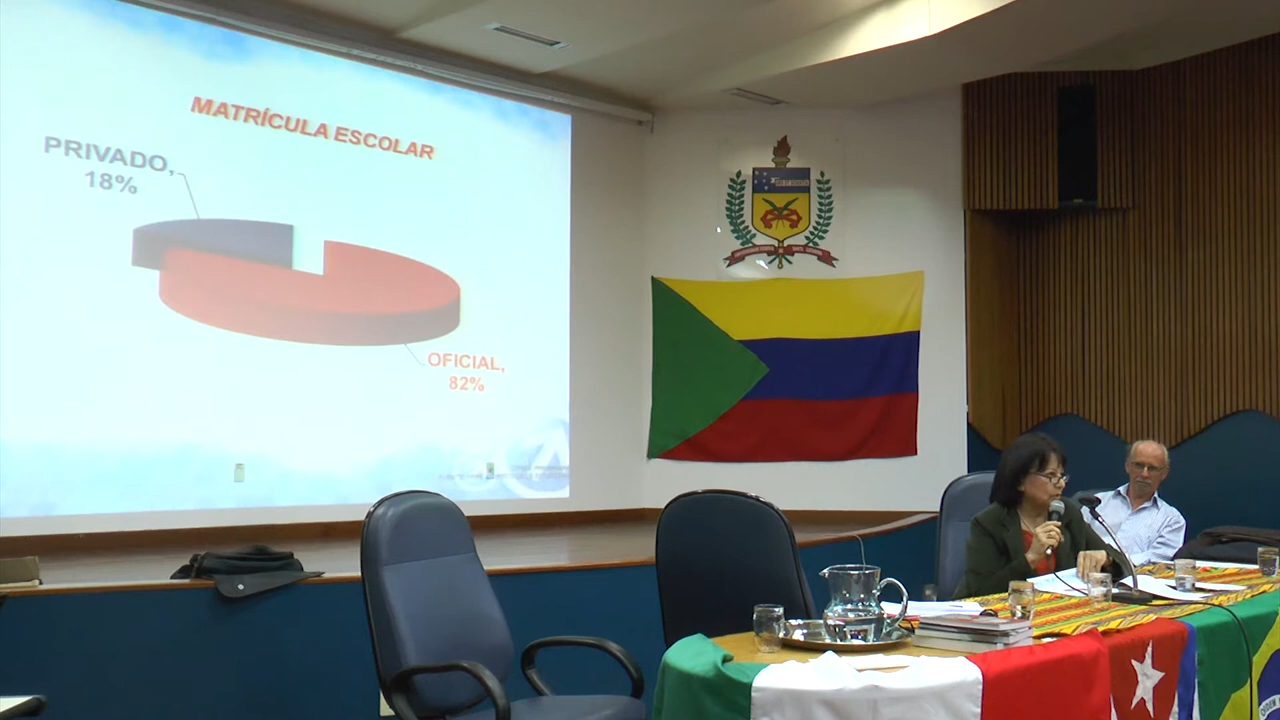 MATRÍCULA ESCOLAR
PRIVADO,
18%
OFICIAL,
82%